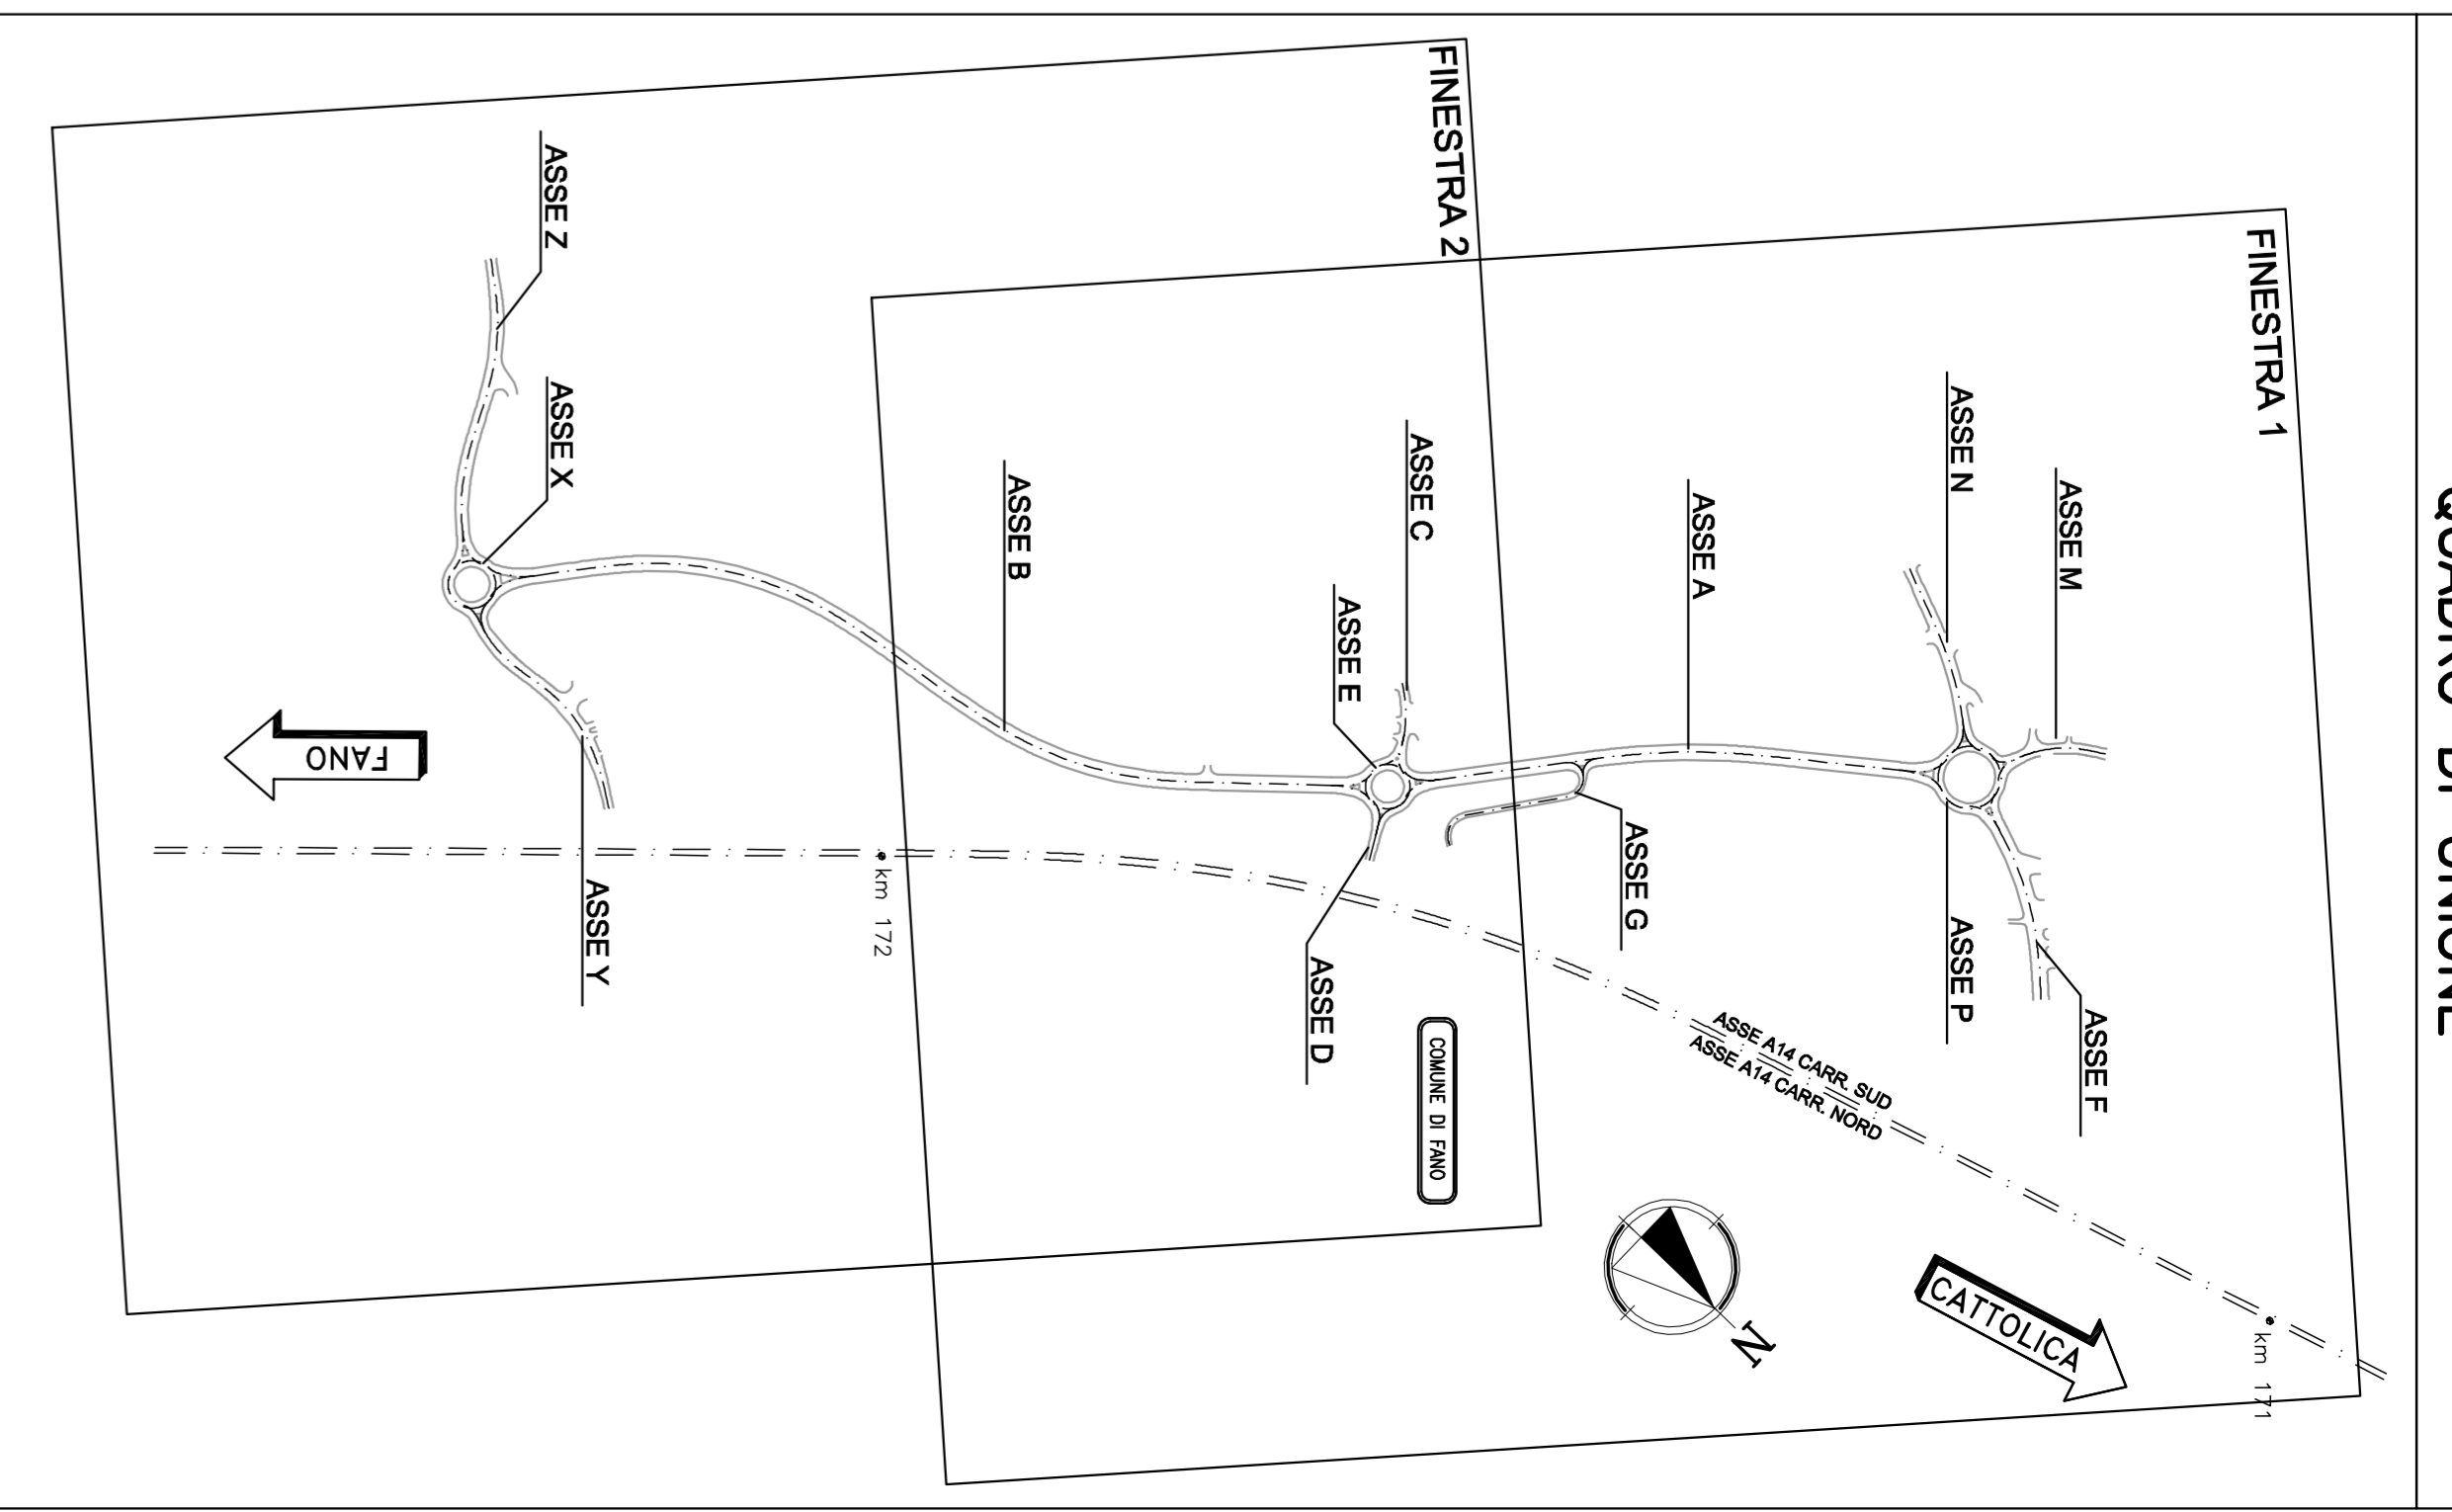 QUADRO DI UNIONE
FINESTRA 1
FINESTRA 2
ASSE M
ASSE N
ASSE A
ASSE C
ASSE E
ASSE B
ASSE X
ASSE Z
ASSE F
ASSE P
ASSE G
ASSE D
ASSE Y
ASSE A14 CARR. SUD
ASSE A14 CARR. NORD
km 171
km 172
COMUNE DI FANO
CATTOLICA
FANO
N